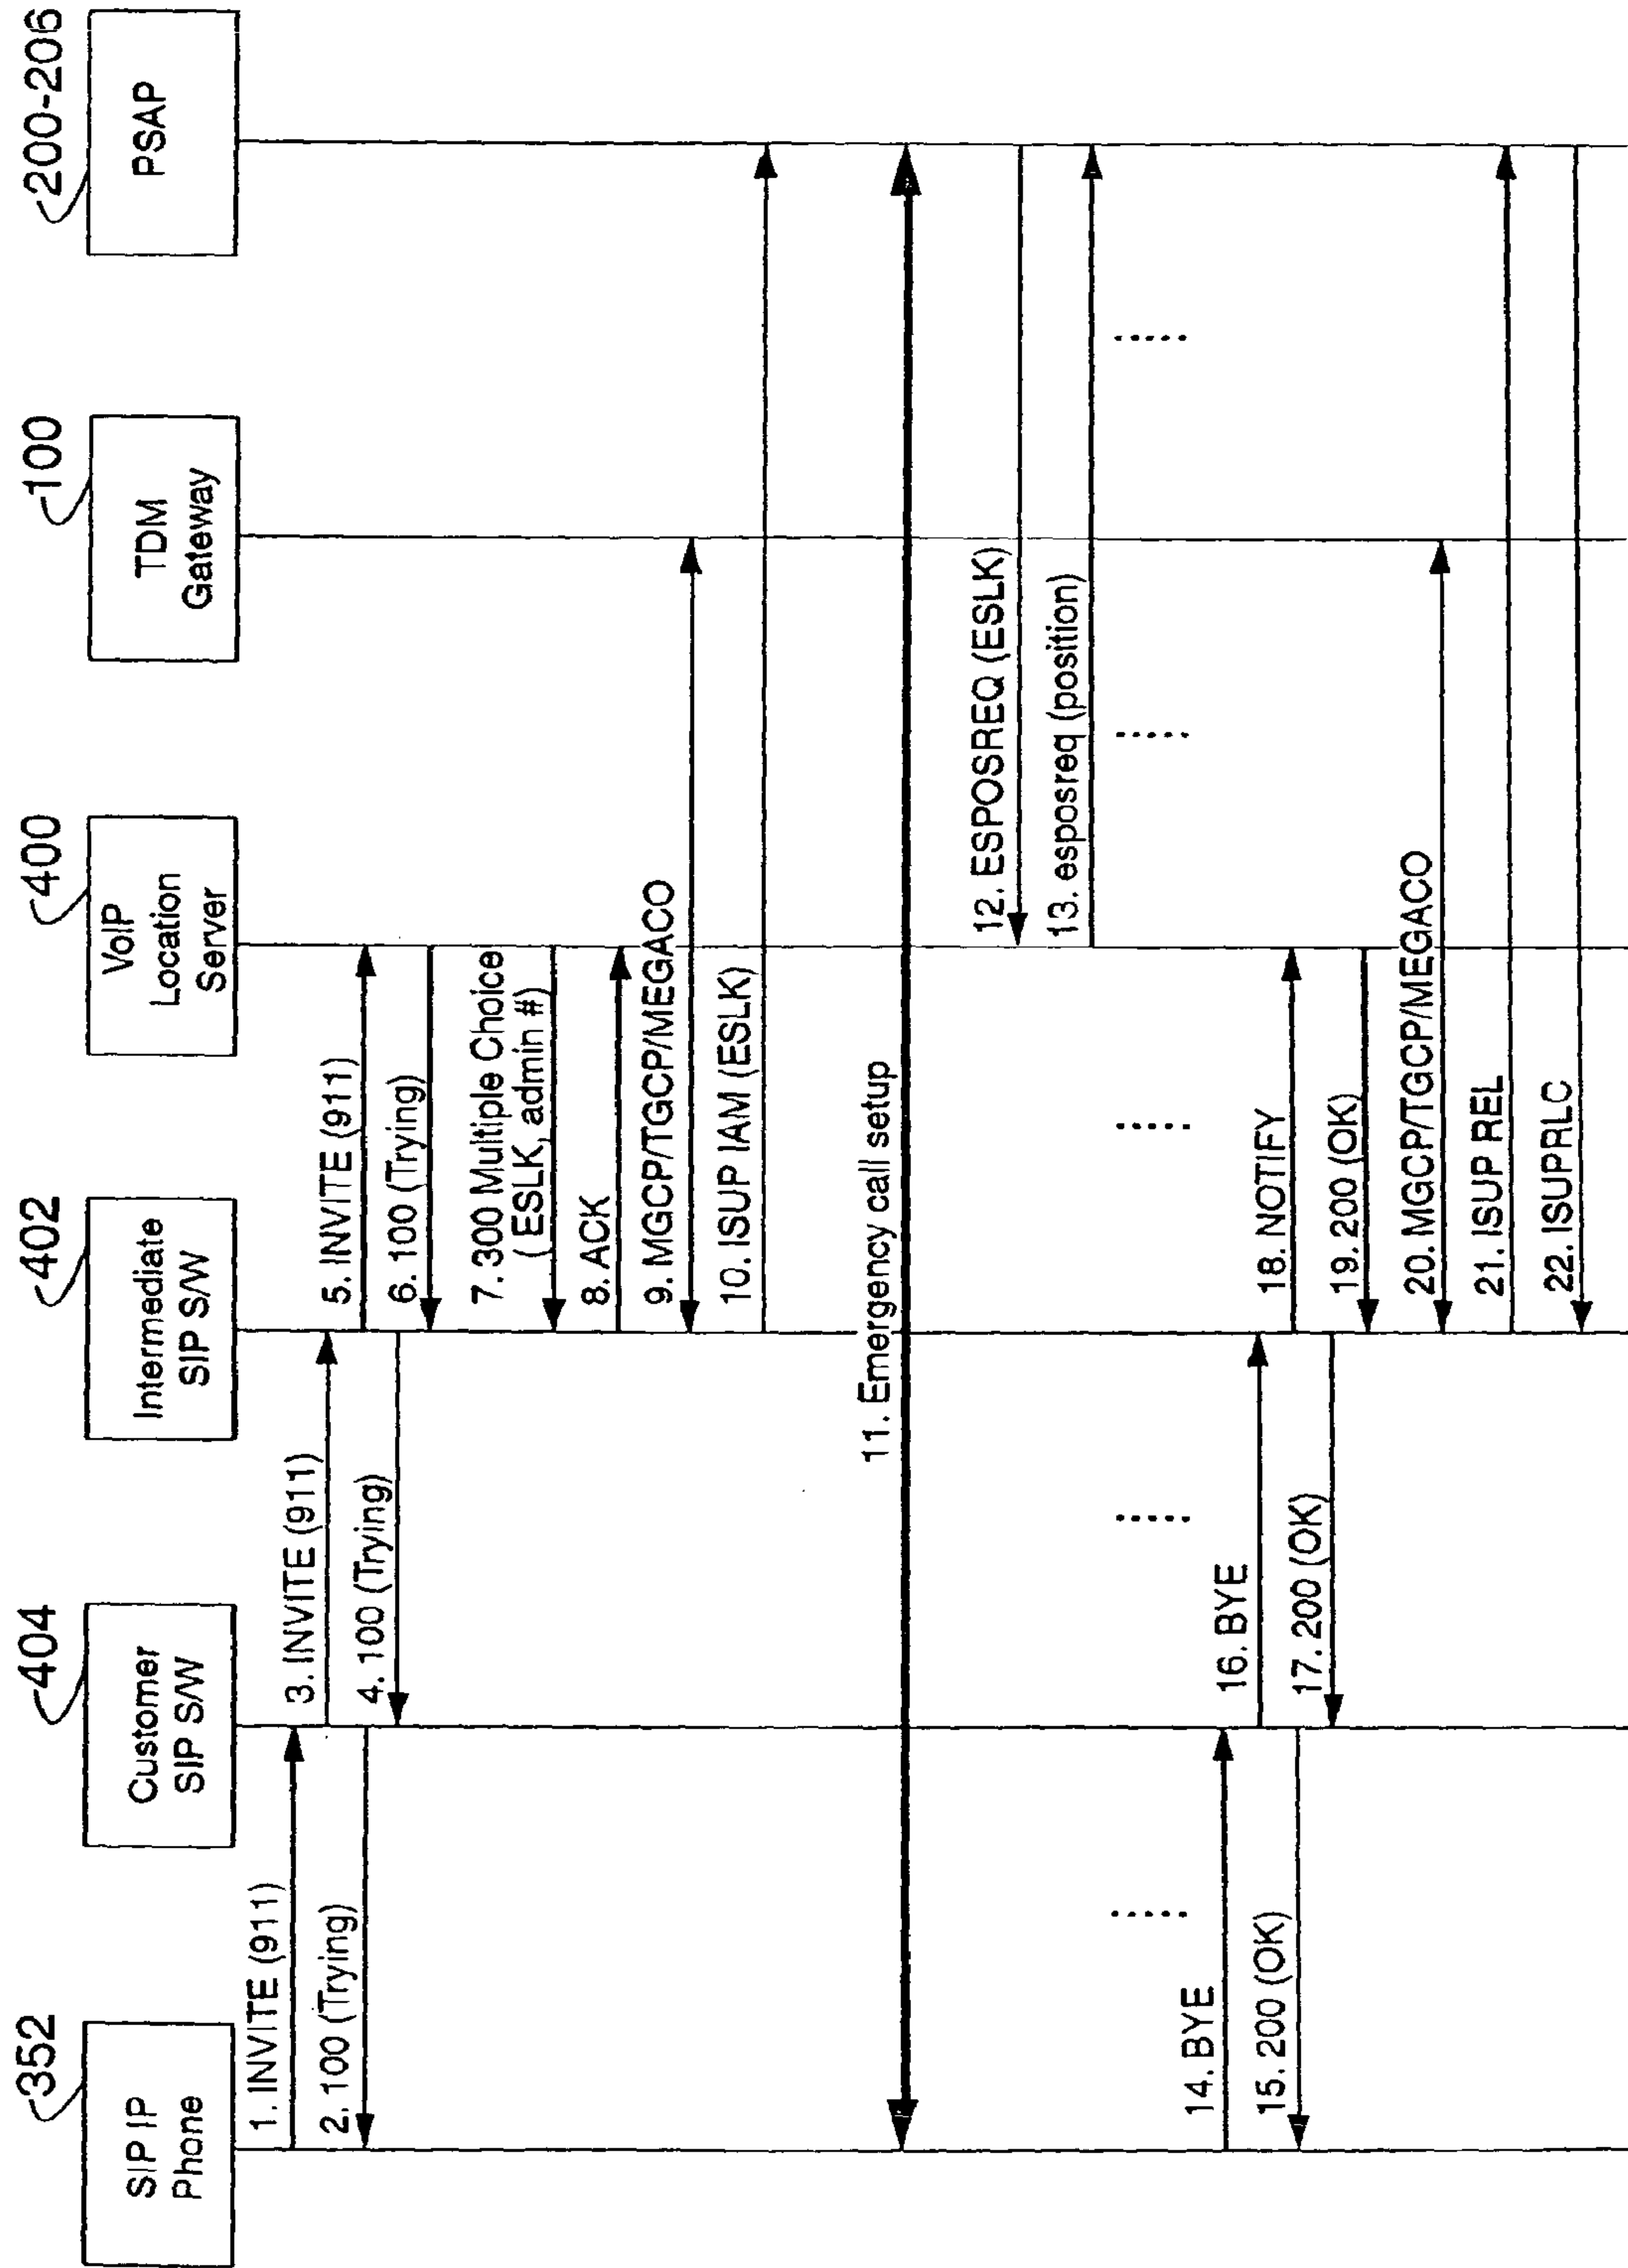 352
SIP IP
Phone
404
Customer
SIP S/W
402
Intermediate
SIP S/W
400
VoIP
Location
Server
100
TDM
Gateway
200-206
PSAP
1. INVITE (911)
2. 100 (Trying)
3. INVITE (911)
4. 100 (Trying)
5. INVITE (911)
6. 100 (Trying)
7. 300 Multiple Choice
( ESLK, admin #)
8. ACK
9. MGCP/TGCP/MEGACO
10. ISUP IAM (ESLK)
11. Emergency call setup
12. ESPOSREQ (ESLK)
13. esposreq (position)
14. BYE
15. 200 (OK)
16. BYE
17. 200 (OK)
18. NOTIFY
19. 200 (OK)
20. MGCP/TGCP/MEGACO
21. ISUP REL
22. ISUPRLC